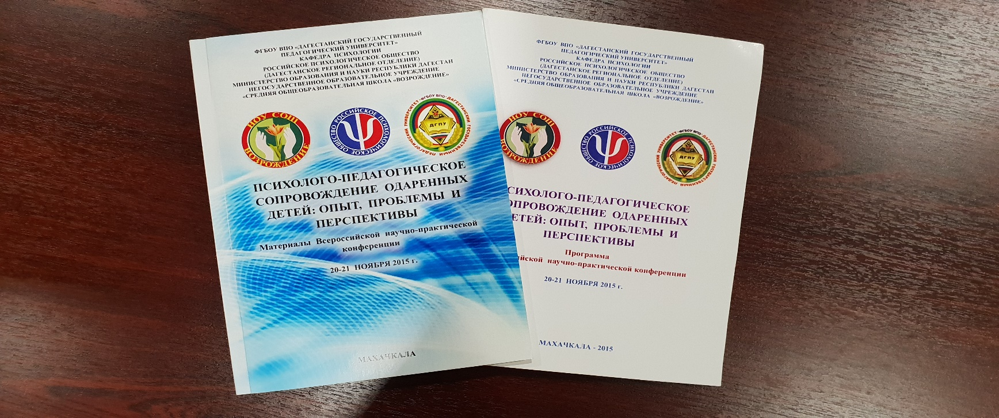 ФГБОУ ВПО «ДАГЕСТАНСКИЙ ГОСУДАРСТВЕННЫЙ
ПЕДАГОГИЧЕСКИЙ УНИВЕРСИТЕТ»
КАФЕДРА ПСИХОЛОГИИ
РОССИЙСКОЕ ПСИХОЛОГИЧЕСКОЕ ОБЩЕСТВО
(ДАГЕСТАНСКОЕ РЕГИОНАЛЬНОЕ ОТДЕЛЕНИЕ)
МИНИСТЕРСТВО ОБРАЗОВАНИЯ И НАУКИ РЕСПУБЛИКИ ДАГЕСТАН
НЕГОСУДАРСТВЕННОЕ ОБРАЗОВАТЕЛЬНОЕ УЧРЕЖДЕНИЕ
«СРЕДНЯЯ ОБЩЕОБРАЗОВАТЕЛЬНАЯ ШКОЛА «ВОЗРОЖДЕНИЕ»
НОУ СОШ
ВОЗРОЖДЕНИЕ
РОССИЙСКОЕ ПСИХОЛОГИЧЕСКОЕ ОБЩЕСТВО
ФГБОУ ВПО ДАГЕСТАНСКИЙ ГОСУДАРСТВЕННЫЙ ПЕДАГОГИЧЕСКИЙ УНИВЕРСИТЕТ
ДГПУ
ПСИХОЛОГО-ПЕДАГОГИЧЕСКОЕ
СОПРОВОЖДЕНИЕ ОДАРЕННЫХ
ДЕТЕЙ: ОПЫТ, ПРОБЛЕМЫ И
ПЕРСПЕКТИВЫ
Материалы Всероссийской научно-практической
конференции
20-21 НОЯБРЯ 2015 г.
МАХАЧКАЛА
ФГБОУ ВПО «ДАГЕСТАНСКИЙ ГОСУДАРСТВЕННЫЙ
ПЕДАГОГИЧЕСКИЙ УНИВЕРСИТЕТ»
КАФЕДРА ПСИХОЛОГИИ
РОССИЙСКОЕ ПСИХОЛОГИЧЕСКОЕ ОБЩЕСТВО
(ДАГЕСТАНСКОЕ РЕГИОНАЛЬНОЕ ОТДЕЛЕНИЕ)
МИНИСТЕРСТВО ОБРАЗОВАНИЯ И НАУКИ РЕСПУБЛИКИ ДАГЕСТАН
НЕГОСУДАРСТВЕННОЕ ОБРАЗОВАТЕЛЬНОЕ УЧРЕЖДЕНИЕ
«СРЕДНЯЯ ОБЩЕОБРАЗОВАТЕЛЬНАЯ ШКОЛА «ВОЗРОЖДЕНИЕ»
НОУ СОШ
ВОЗРОЖДЕНИЕ
РОССИЙСКОЕ ПСИХОЛОГИЧЕСКОЕ ОБЩЕСТВО
ФГБОУ ВПО ДАГЕСТАНСКИЙ ГОСУДАРСТВЕННЫЙ ПЕДАГОГИЧЕСКИЙ УНИВЕРСИТЕТ
ДГПУ
СИХОЛОГО-ПЕДАГОГИЧЕСКОЕ
ОПРОВОЖДЕНИЕ ОДАРЕННЫХ
ЕТЕЙ: ОПЫТ, ПРОБЛЕМЫ И
ПЕРСПЕКТИВЫ
Программа
йской научно-практической конференции
20-21 НОЯБРЯ 2015 г.
МАХАЧКАЛА - 2015